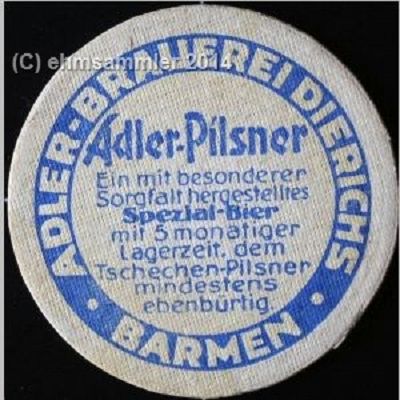 (C) ehmsammler 2014
ADLER-BRAUEREI DIERICHS
Adler-Pilsner
Ein mit besonderer
Sorgfalt hergestelltes
Spezial-Bier
mit 5 monatiger
Lagerzeit, dem
Tschechen-Pilsner
mindestens
ebenbürtig.
• BARMEN •